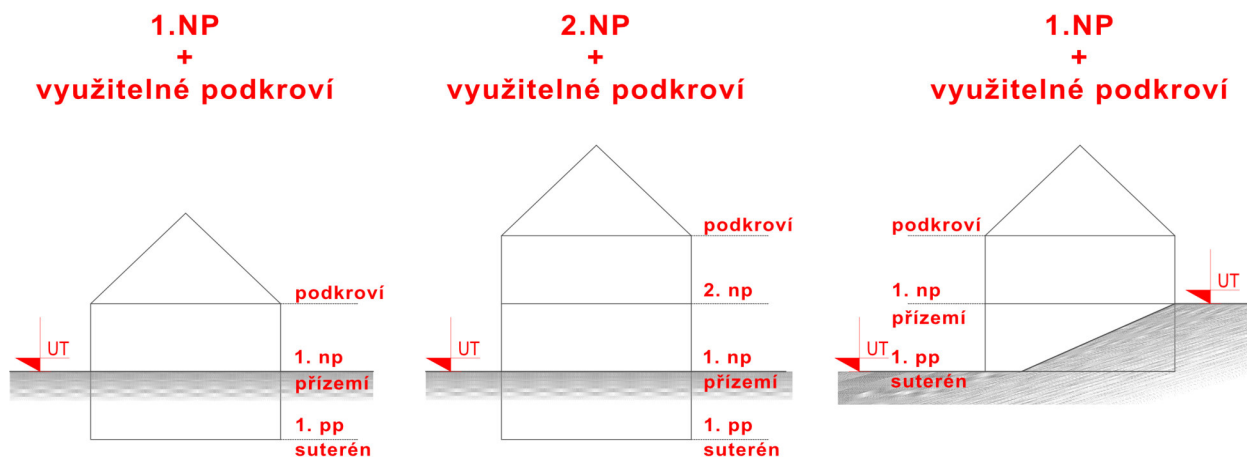 1.NP
+
využitelné podkroví
podkroví
UT
1. np
přízemí
1. pp
suterén
2.NP
+
využitelné podkroví
podkroví
2. np
UT
1. np
přízemí
1. pp
suterén
1.NP
+
využitelné podkroví
podkroví
UT
1. np
přízemí
UT
1. pp
suterén